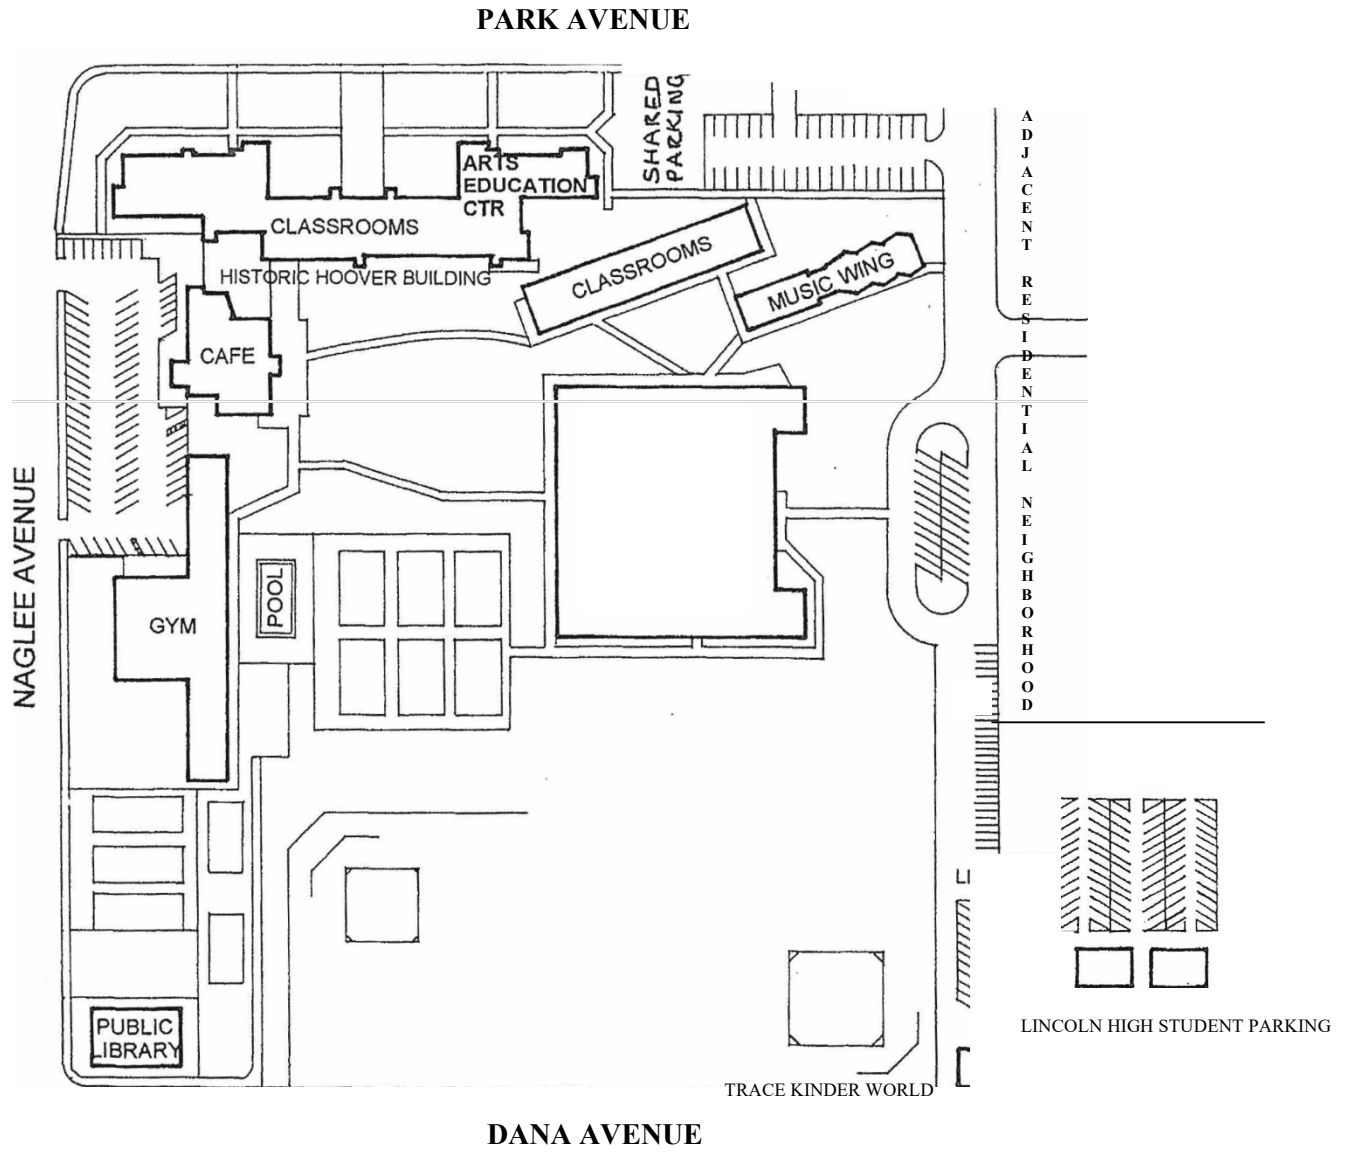 PARK AVENUE
SHARED
PARKING
ADJACENT RESIDENTIAL NEIGHBORHOOD
ARTS
EDUCATION
CTR
CLASSROOMS
HISTORIC HOOVER BUILDING
CLASSROOMS
MUSIC WING
CAFE
NAGLEE AVENUE
POOL
GYM
PUBLIC
LIBRARY
LINCOLN HIGH STUDENT PARKING
TRACE KINDER WORLD
DANA AVENUE